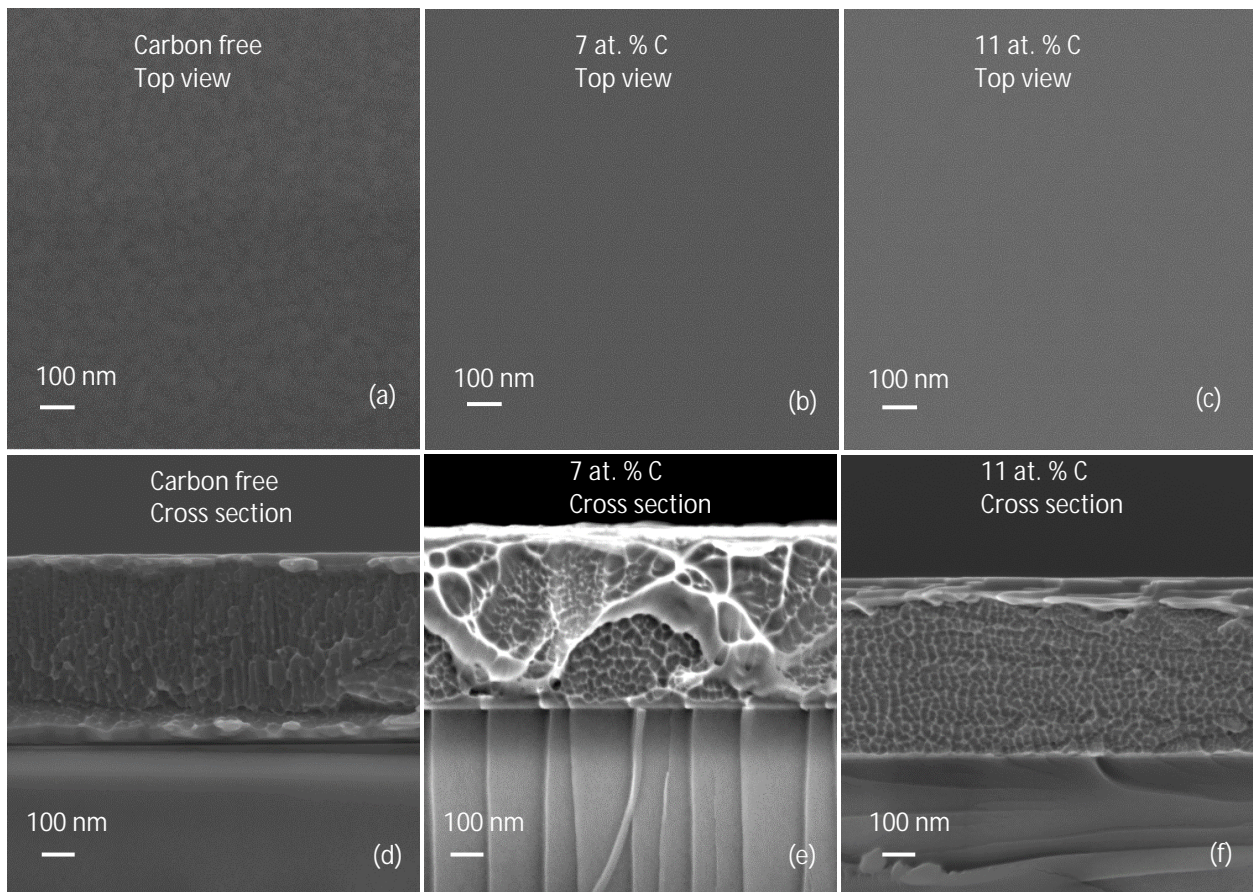 Carbon free
Top view
100 nm
(a)
7 at. % C
Top view
100 nm
(b)
11 at. % C
Top view
100 nm
(c)
Carbon free
Cross section
100 nm
(d)
7 at. % C
Cross section
100 nm
(e)
11 at. % C
Cross section
100 nm
(f)